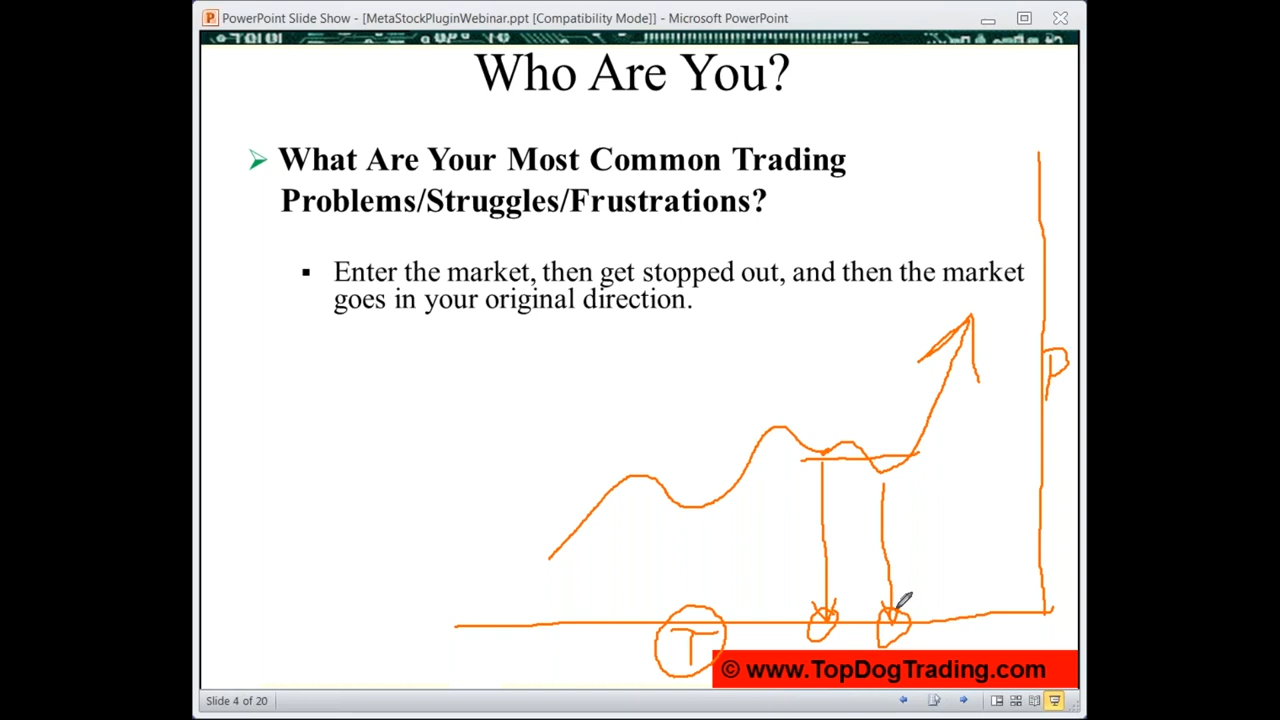 PowerPoint Slide Show - [MetaStockPluginWebinar.ppt [Compatibility Mode]] - Microsoft PowerPoint
Who Are You?
What Are Your Most Common Trading
Problems/Struggles/Frustrations?
Enter the market, then get stopped out, and then the market
goes in your original direction.
P
T
© www.TopDogTrading.com
Slide 4 of 20